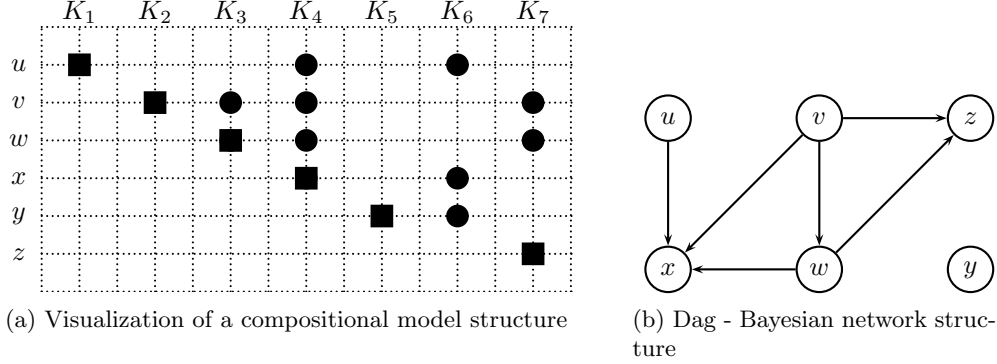 K₁ K₂ K₃ K₄ K₅ K₆ K₇
u
v
w
x
y
z
(a) Visualization of a compositional model structure
u v z
x w y
(b) Dag - Bayesian network struc-
ture